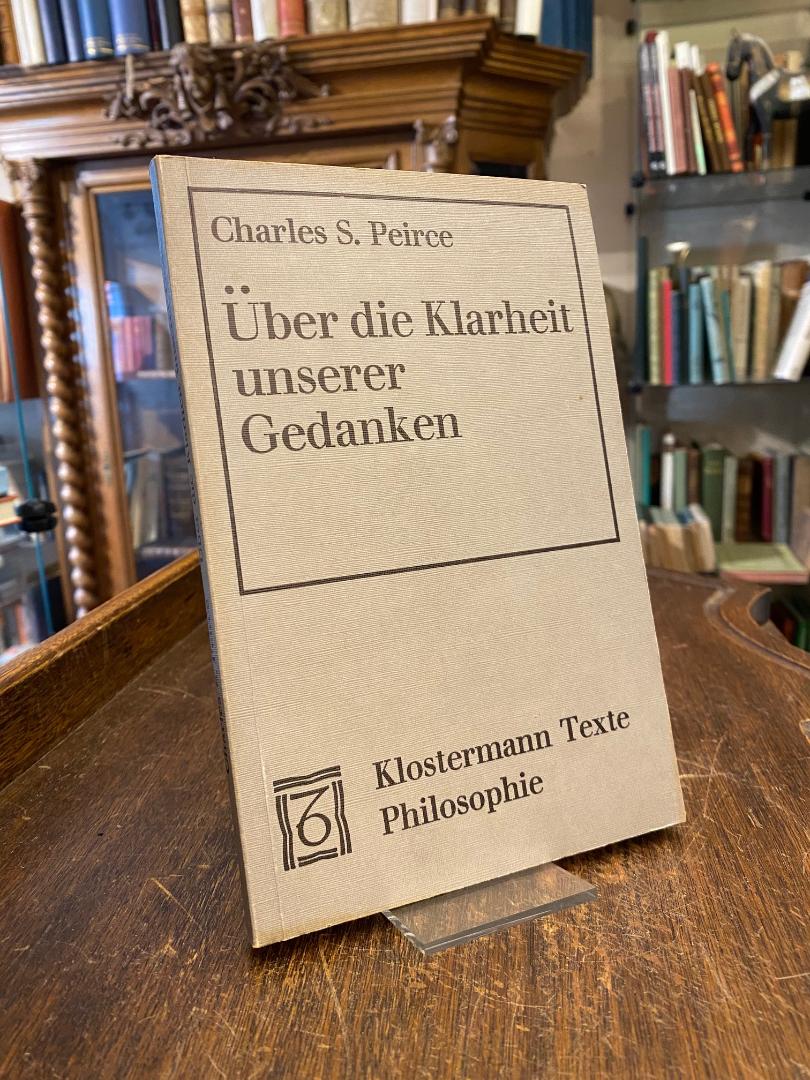 Charles S. Peirce
Über die Klarheit
unserer
Gedanken
Klostermann Texte
Philosophie